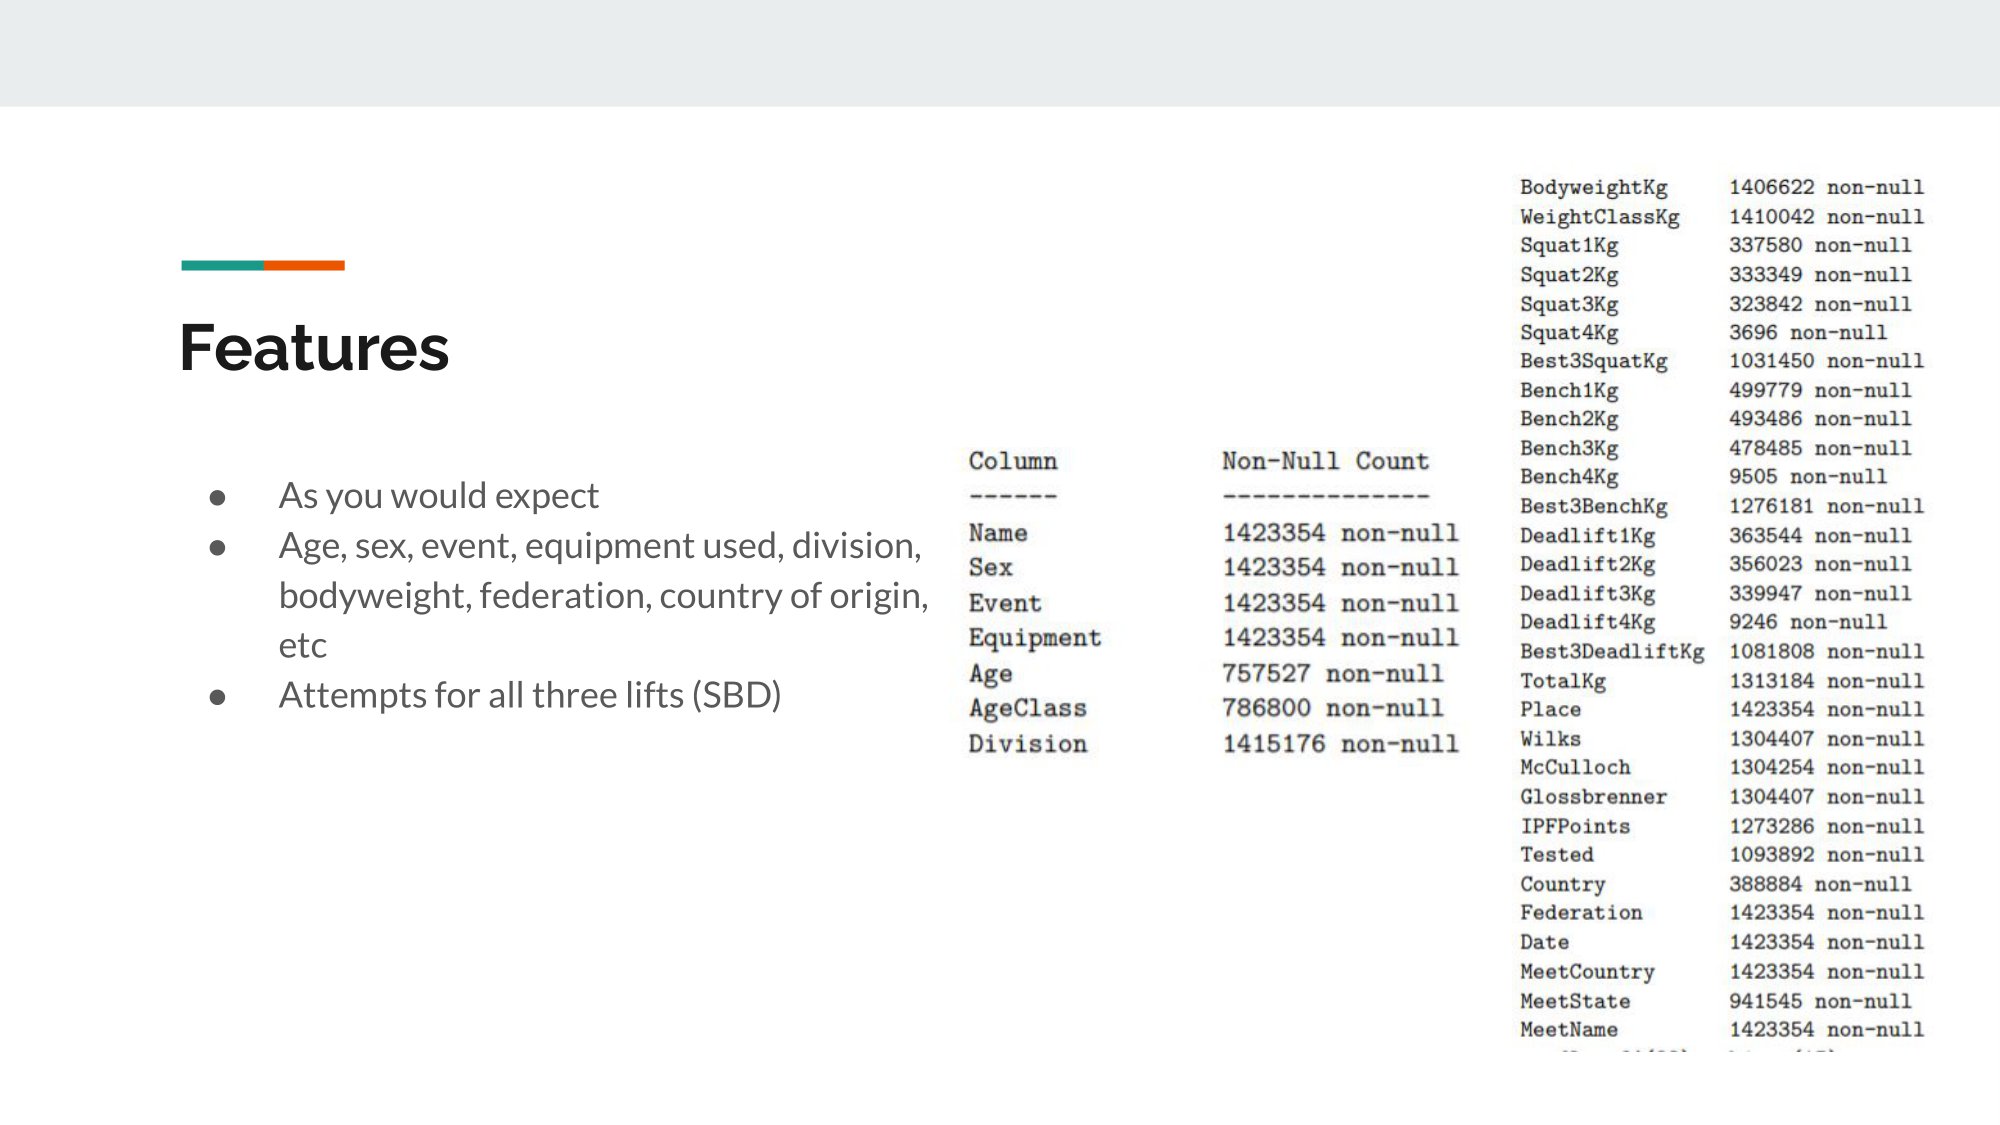 Features
● As you would expect
● Age, sex, event, equipment used, division,
bodyweight, federation, country of origin,
etc
● Attempts for all three lifts (SBD)
Column Non-Null Count
------ --------------
Name 1423354 non-null
Sex 1423354 non-null
Event 1423354 non-null
Equipment 1423354 non-null
Age 757527 non-null
AgeClass 786800 non-null
Division 1415176 non-null
BodyweightKg 1406622 non-null
WeightClassKg 1410042 non-null
Squat1Kg 337580 non-null
Squat2Kg 333349 non-null
Squat3Kg 323842 non-null
Squat4Kg 3696 non-null
Best3SquatKg 1031450 non-null
Bench1Kg 499779 non-null
Bench2Kg 493486 non-null
Bench3Kg 478485 non-null
Bench4Kg 9505 non-null
Best3BenchKg 1276181 non-null
Deadlift1Kg 363544 non-null
Deadlift2Kg 356023 non-null
Deadlift3Kg 339947 non-null
Deadlift4Kg 9246 non-null
Best3DeadliftKg 1081808 non-null
TotalKg 1313184 non-null
Place 1423354 non-null
Wilks 1304407 non-null
McCulloch 1304254 non-null
Glossbrenner 1304407 non-null
IPFPoints 1273286 non-null
Tested 1093892 non-null
Country 388884 non-null
Federation 1423354 non-null
Date 1423354 non-null
MeetCountry 1423354 non-null
MeetState 941545 non-null
MeetName 1423354 non-null